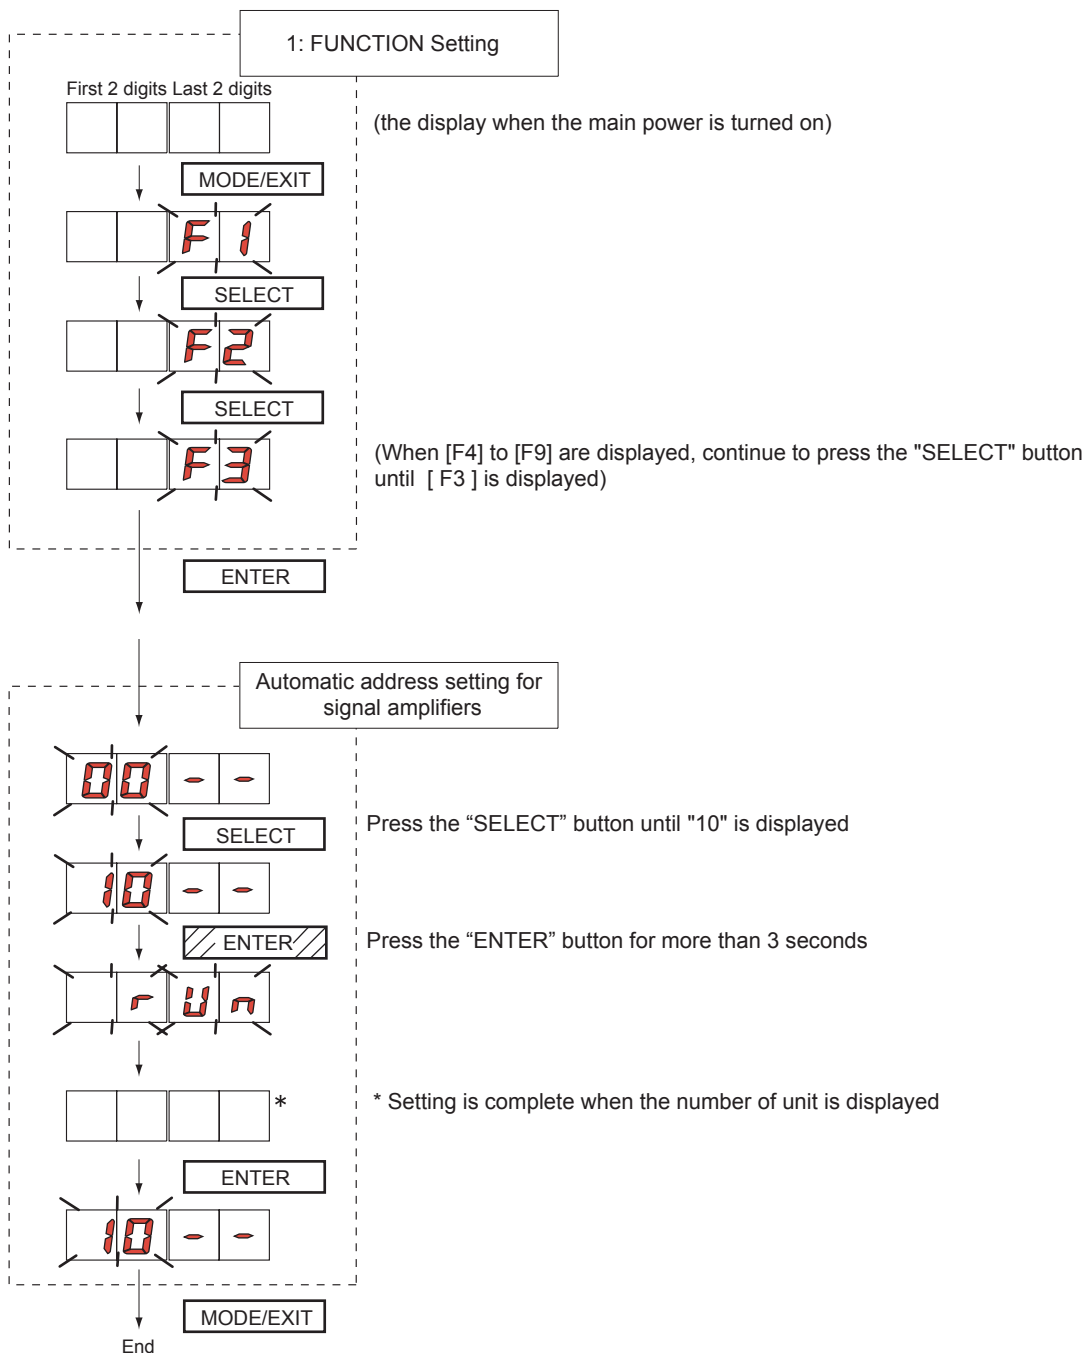 1: FUNCTION Setting
First 2 digits Last 2 digits
(the display when the main power is turned on)
MODE/EXIT
F 1
SELECT
F2
SELECT
F3
(When [F4] to [F9] are displayed, continue to press the "SELECT" button
until [ F3 ] is displayed)
ENTER
Automatic address setting for
signal amplifiers
00 - -
SELECT
Press the “SELECT” button until "10" is displayed
10 - -
ENTER
Press the “ENTER” button for more than 3 seconds
r U n
*
* Setting is complete when the number of unit is displayed
ENTER
10 - -
MODE/EXIT
End